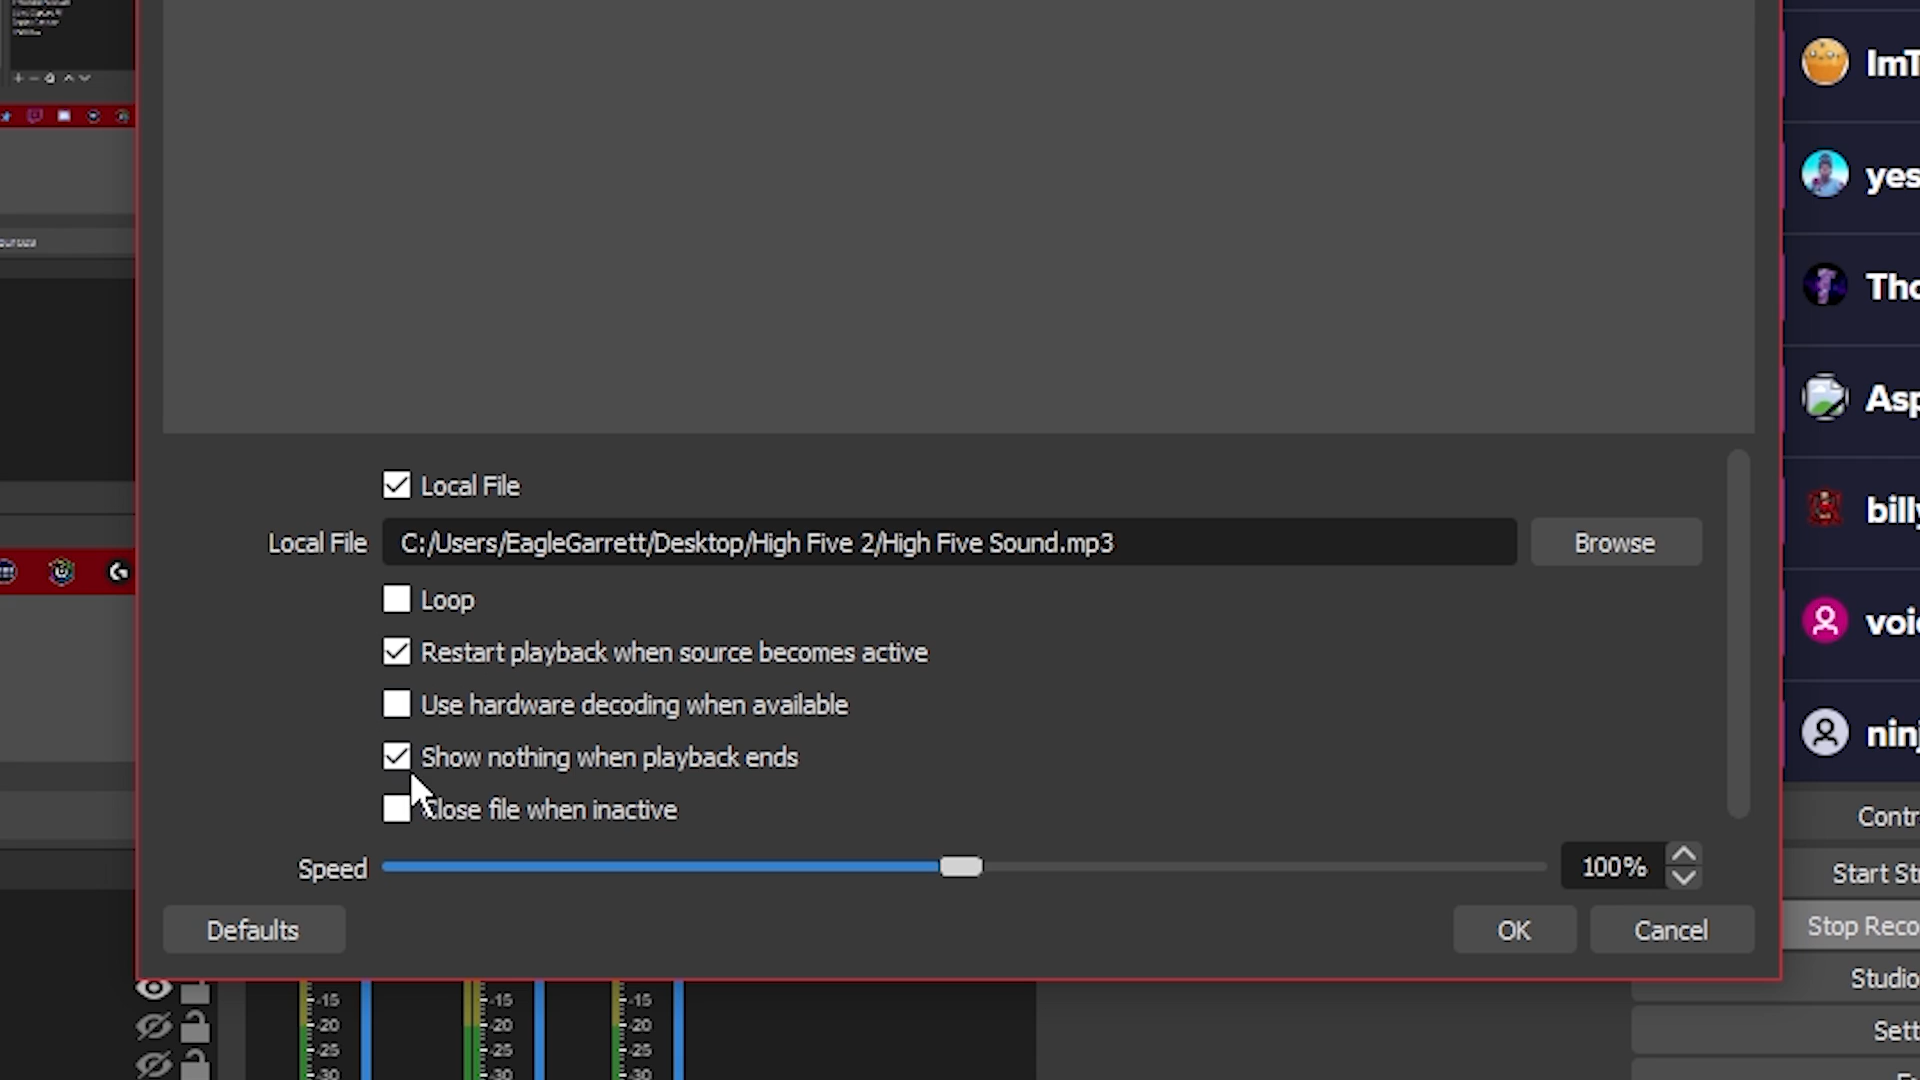 Local File
Local File C:/Users/EagleGarrett/Desktop/High Five 2/High Five Sound.mp3 Browse
Loop
Restart playback when source becomes active
Use hardware decoding when available
Show nothing when playback ends
Close file when inactive
Speed 100%
Defaults OK Cancel
ImT
yes
Tho
Asp
billy
voic
ninj
Contr
Start Str
Stop Reco
Studio
Sett
-15 -15 -15
-20 -20 -20
-25 -25 -25
-30 -30 -30